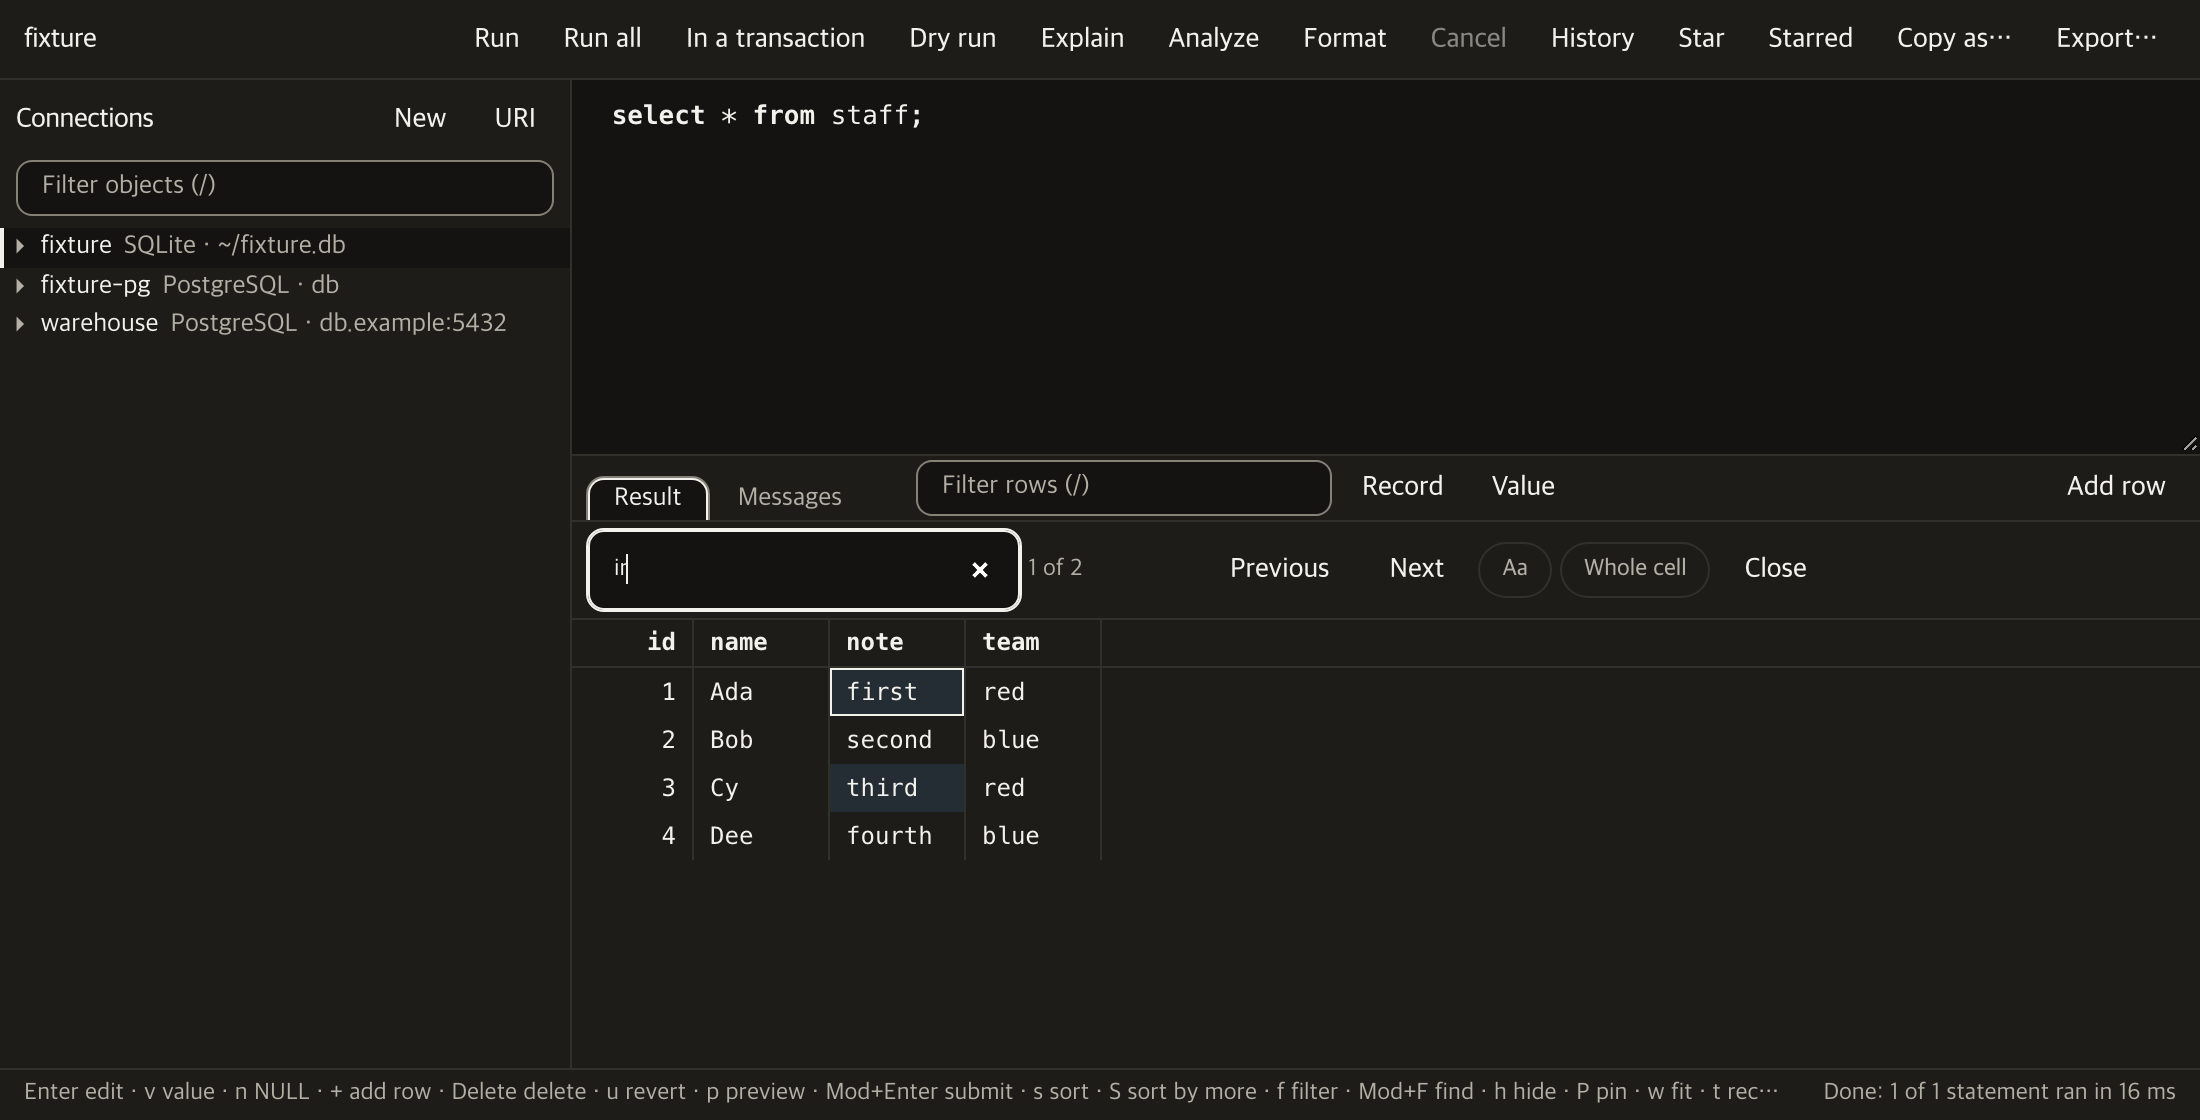 fixture Run Run all In a transaction Dry run Explain Analyze Format Cancel History Star Starred Copy as··· Export···
Connections New URI
Filter objects (/)
fixture SQLite · ~/fixture.db
fixture-pg PostgreSQL · db
warehouse PostgreSQL · db.example:5432
select * from staff;
Result Messages Filter rows (/) Record Value Add row
ir × 1 of 2 Previous Next Aa Whole cell Close
id name note team
1 Ada first red
2 Bob second blue
3 Cy third red
4 Dee fourth blue
Enter edit · v value · n NULL · + add row · Delete delete · u revert · p preview · Mod+Enter submit · s sort · S sort by more · f filter · Mod+F find · h hide · P pin · w fit · t rec··· Done: 1 of 1 statement ran in 16 ms